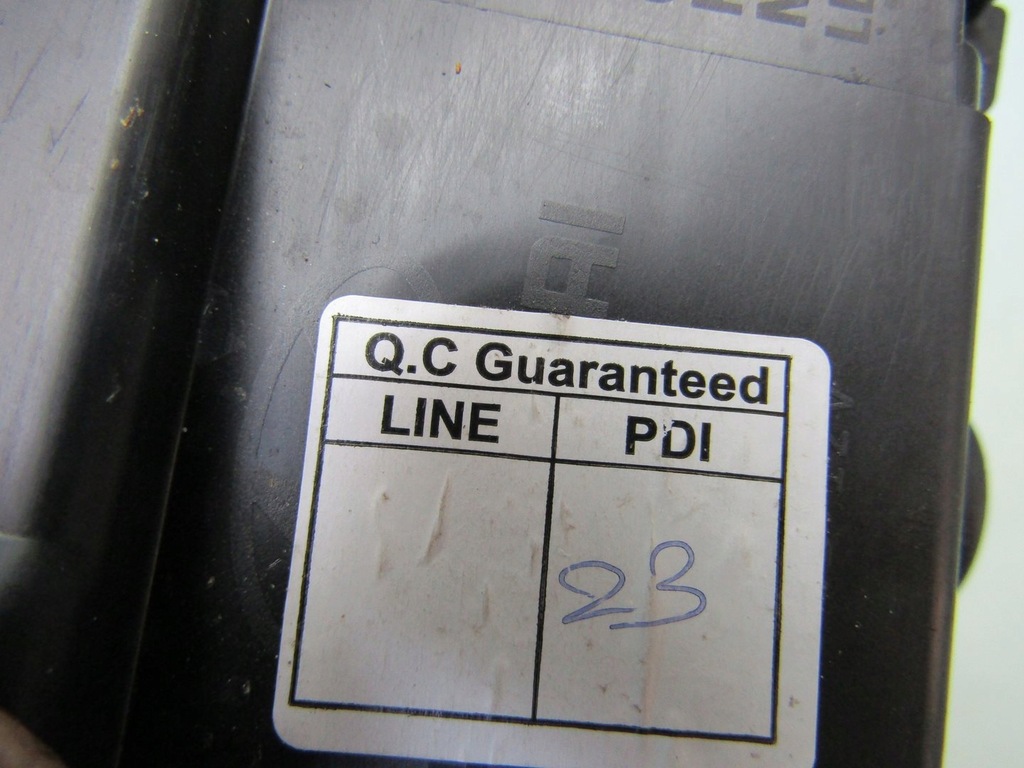 Q.C Guaranteed
LINE PDI
23